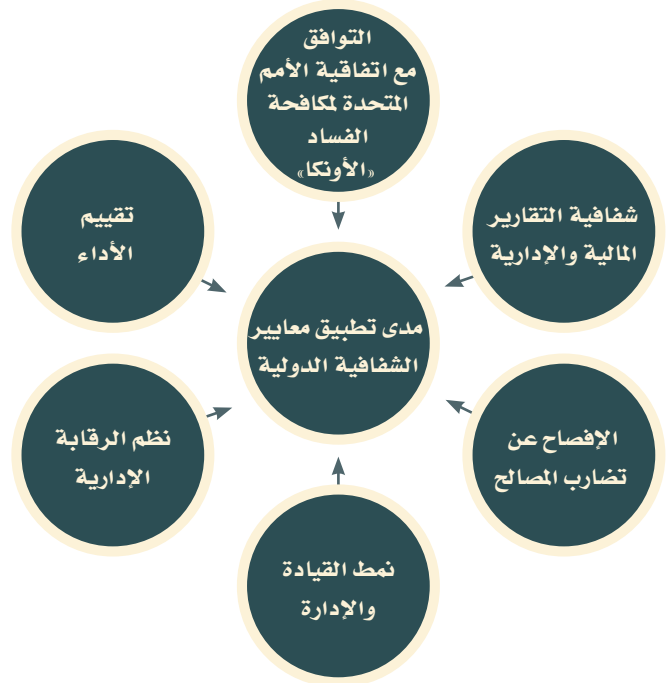 التوافق
مع اتفاقية الأمم
المتحدة لمكافحة
الفساد
«الأونكا»
شفافية التقارير
المالية والإدارية
تقييم
الأداء
مدى تطبيق معايير
الشفافية الدولية
الإفصاح عن
تضارب المصالح
نظم الرقابة
الإدارية
نمط القيادة
والإدارة